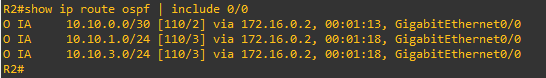 R2#show ip route ospf | include 0/0
O IA    10.10.0.0/30 [110/2] via 172.16.0.2, 00:01:13, GigabitEthernet0/0
O IA    10.10.1.0/24 [110/3] via 172.16.0.2, 00:01:18, GigabitEthernet0/0
O IA    10.10.3.0/24 [110/3] via 172.16.0.2, 00:01:18, GigabitEthernet0/0
R2#